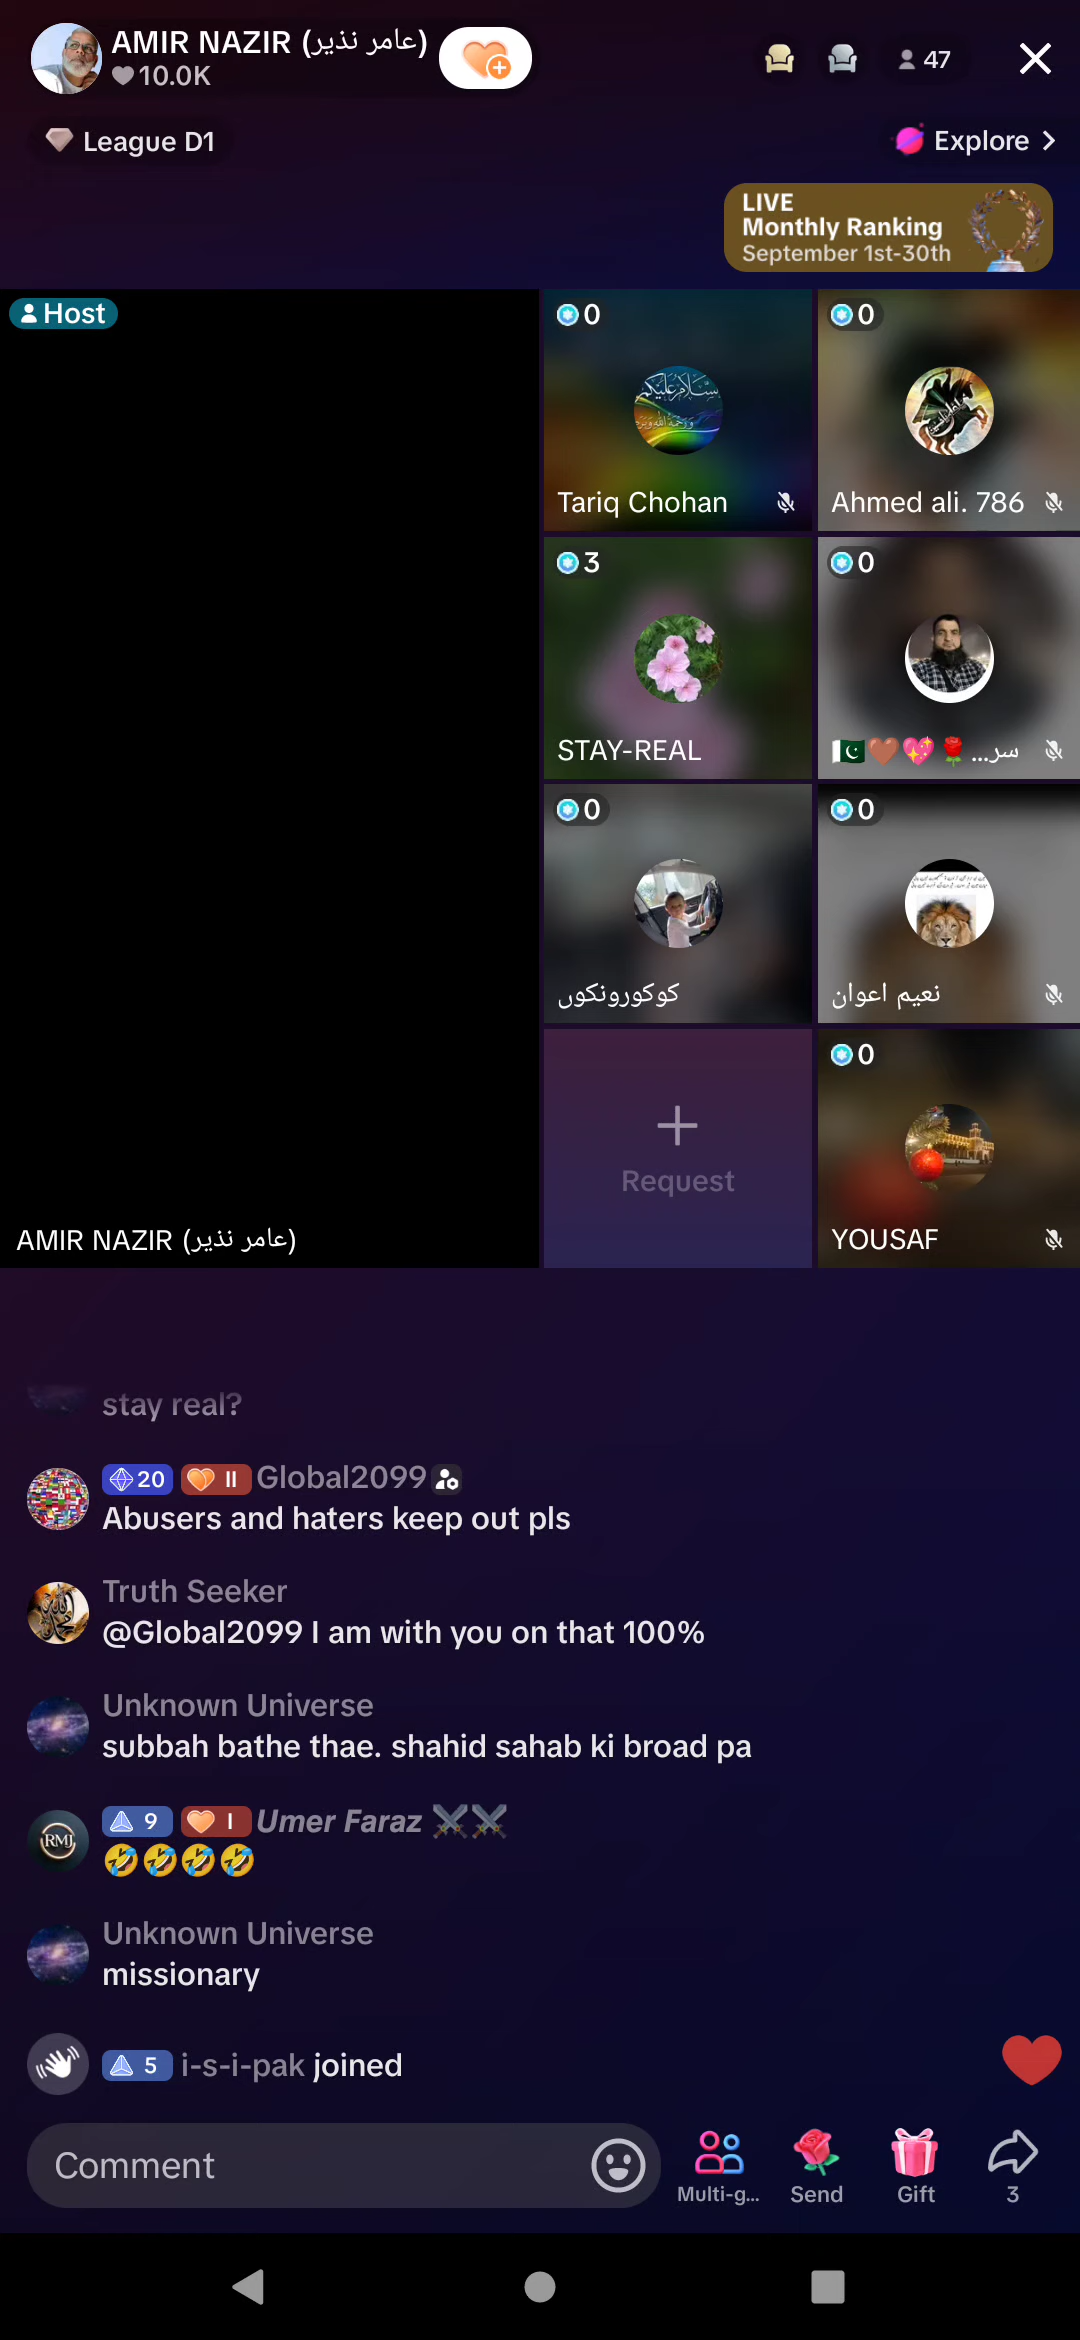 AMIR NAZIR (عامر نذیر)
10.0K
47
League D1
Explore
LIVE
Monthly Ranking
September 1st-30th
Host
AMIR NAZIR (عامر نذیر)
0
Tariq Chohan
0
Ahmed ali. 786
3
STAY-REAL
0
🇵🇰🤎💖🌹...سر
0
کوکورونکوں
0
نعیم اعوان
Request
0
YOUSAF
stay real?
20 II Global2099
Abusers and haters keep out pls
Truth Seeker
@Global2099 I am with you on that 100%
Unknown Universe
subbah bathe thae. shahid sahab ki broad pa
9 I Umer Faraz ⚔️⚔️
RMJ
🤣🤣🤣🤣
Unknown Universe
missionary
5 i-s-i-pak joined
Comment
Multi-g...
Send
Gift
3